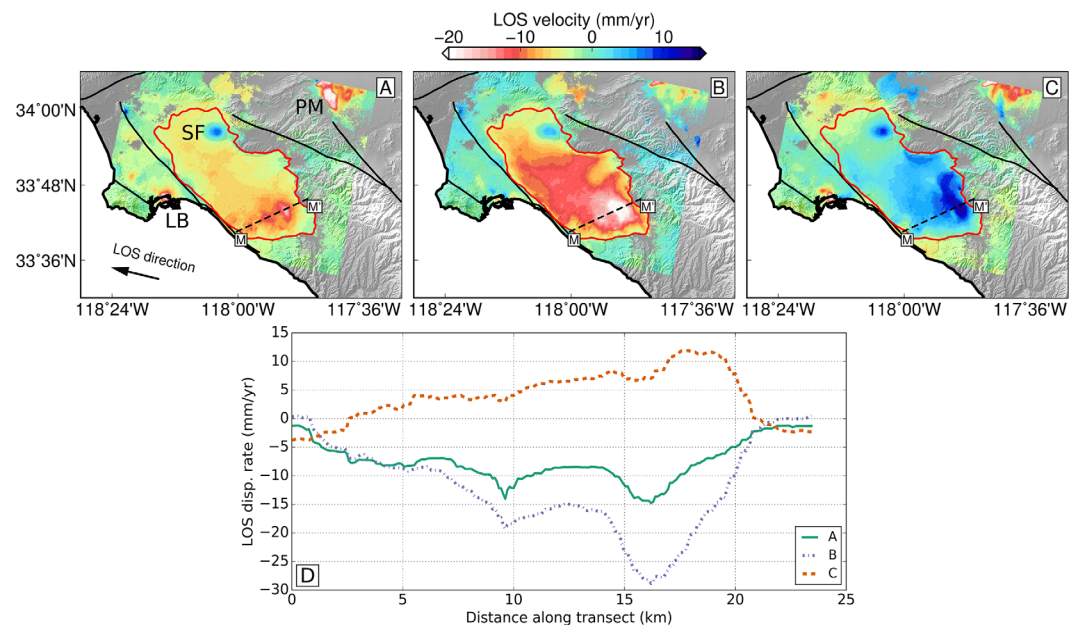 LOS velocity (mm/yr)
−20 −10 0 10
A B C
34°00'N
33°48'N
33°36'N
SF PM
LB
M M' M M' M M'
LOS direction
118°24'W 118°00'W 117°36'W 118°24'W 118°00'W 117°36'W 118°24'W 118°00'W 117°36'W
15
10
5
0
−5
−10
−15
−20
−25
−30
LOS disp. rate (mm/yr)
D
A
B
C
0 5 10 15 20 25
Distance along transect (km)